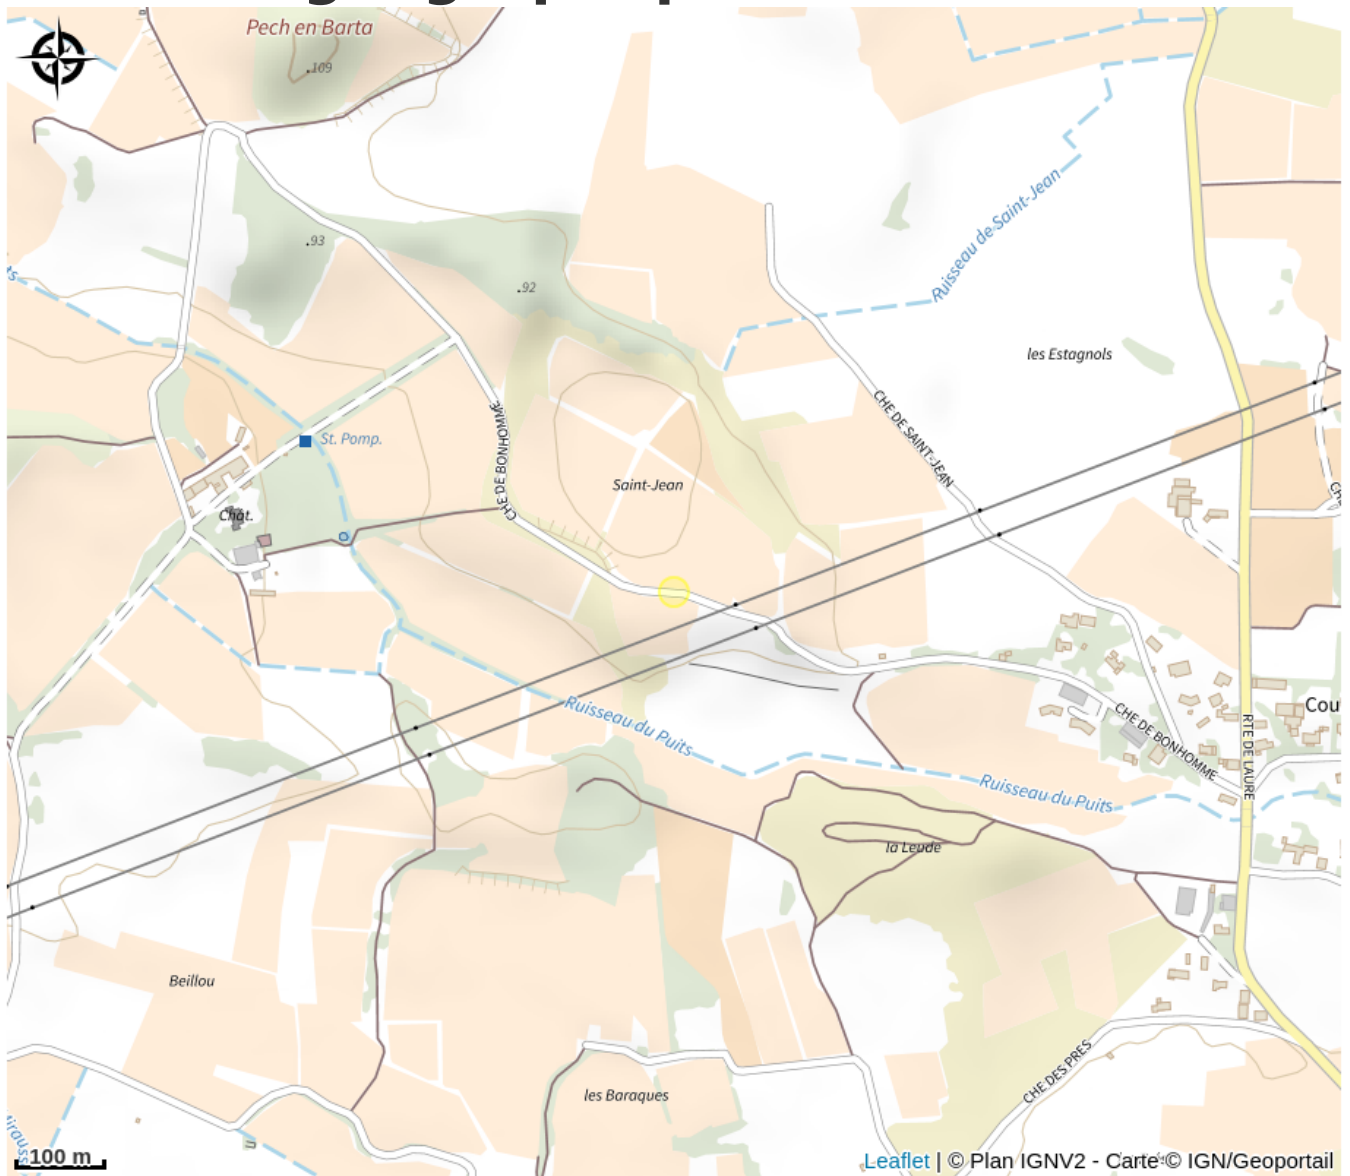 Pech en Barta
.109
.93
.92
Ruisseau de Saint-Jean
les Estagnols
CHE DE SAINT-JEAN
CHE DE BONHOMME
St. Pomp.
Saint-Jean
Chât.
Ruisseau du Puits
Ruisseau du Puits
CHE DE BONHOMME
RTE DE LAURE
la Leude
Beillou
les Baraques
CHE DES PRES
100 m
Leaflet | © Plan IGNV2 - Carte © IGN/Geoportail